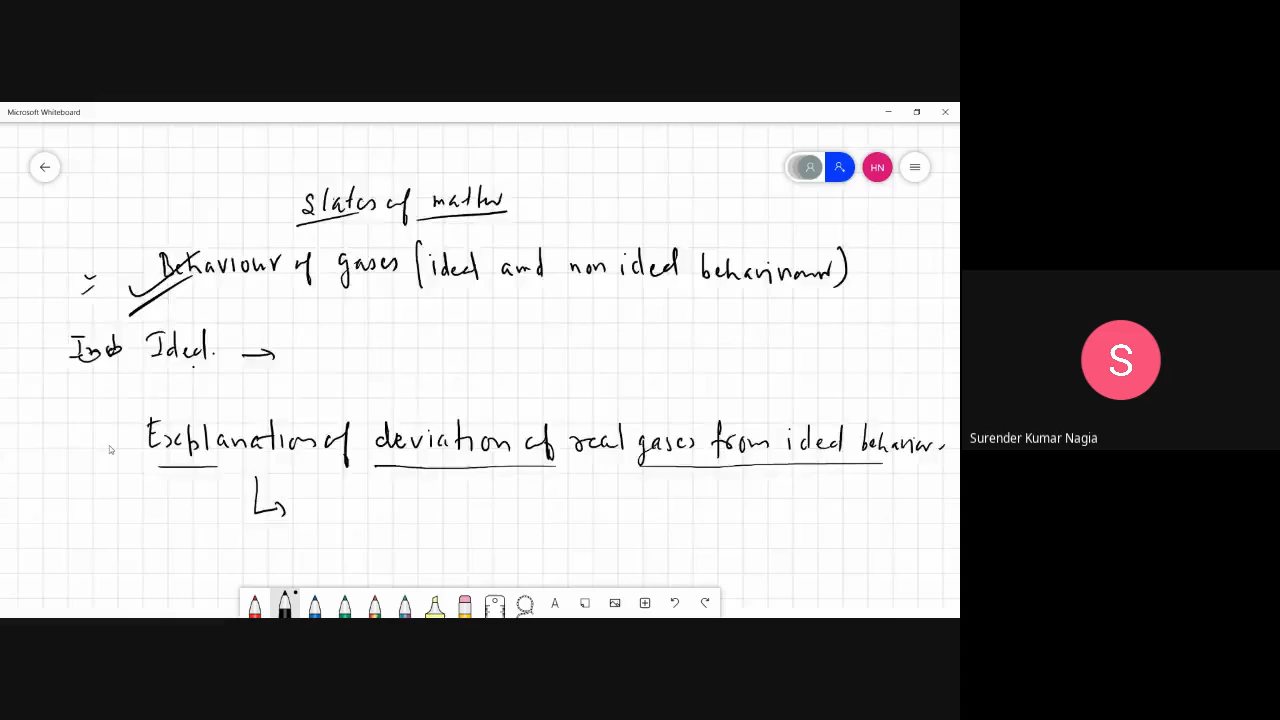 Microsoft Whiteboard
HN
States of matter
Behaviour of gases (ideal and non ideal behaviour)
Ideal. →
S
Surender Kumar Nagia
Explanation of deviation of real gases from ideal behavior.
A